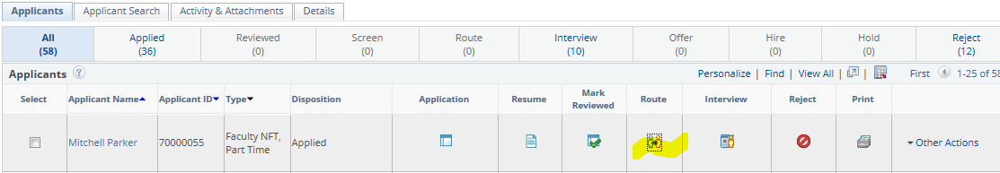 Applicants Applicant Search Activity & Attachments Details
All Applied Reviewed Screen Route Interview Offer Hire Hold Reject
(58) (36) (0) (0) (0) (10) (0) (0) (0) (12)
Applicants ? Personalize | Find | View All | | First 1-25 of 58
Select Applicant Name Applicant ID Type Disposition Application Resume Mark Reviewed Route Interview Reject Print
Mitchell Parker 70000055 Faculty NFT, Part Time Applied Other Actions